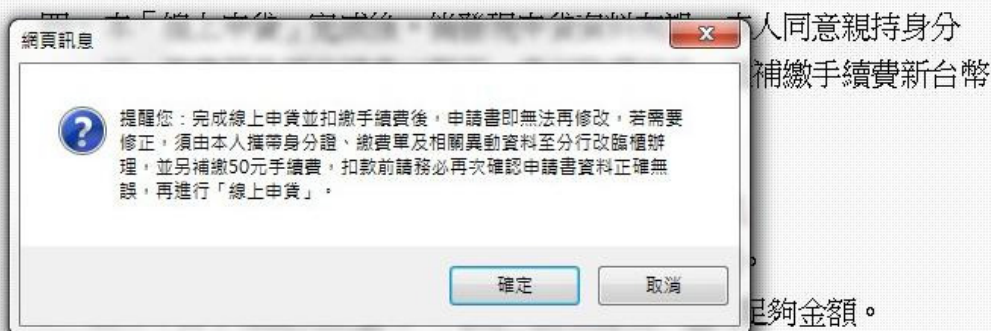 人同意親持身分
網頁訊息
補繳手續費新台幣
提醒您：完成線上申貸並扣繳手續費後，申請書即無法再修改，若需要
修正，須由本人攜帶身分證、繳費單及相關異動資料至分行改臨櫃辦
理，並另補繳50元手續費，扣款前請務必再次確認申請書資料正確無
誤，再進行「線上申貸」。
確定
取消
足夠金額。